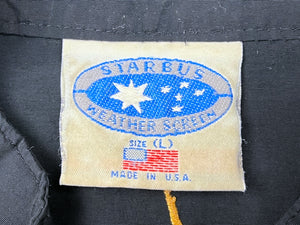 STARBUS
WEATHER SCREEN
SIZE (L)
MADE IN U.S.A.